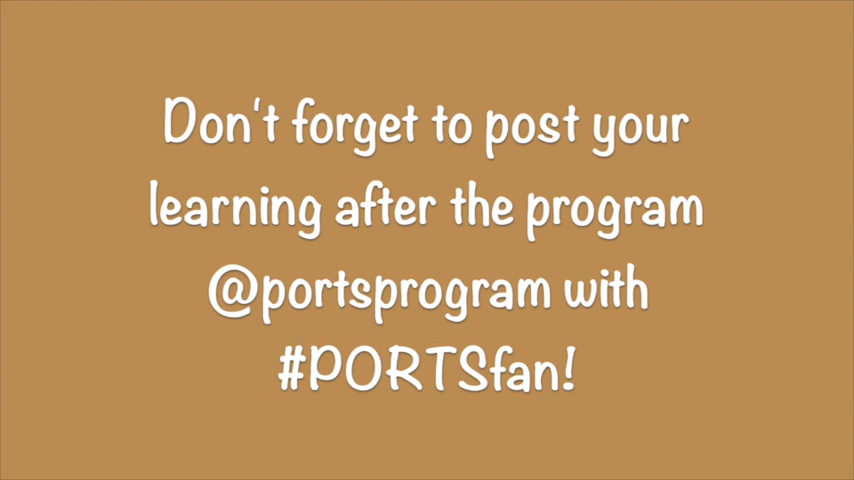 Don't forget to post your
learning after the program
@portsprogram with
#PORTSfan!